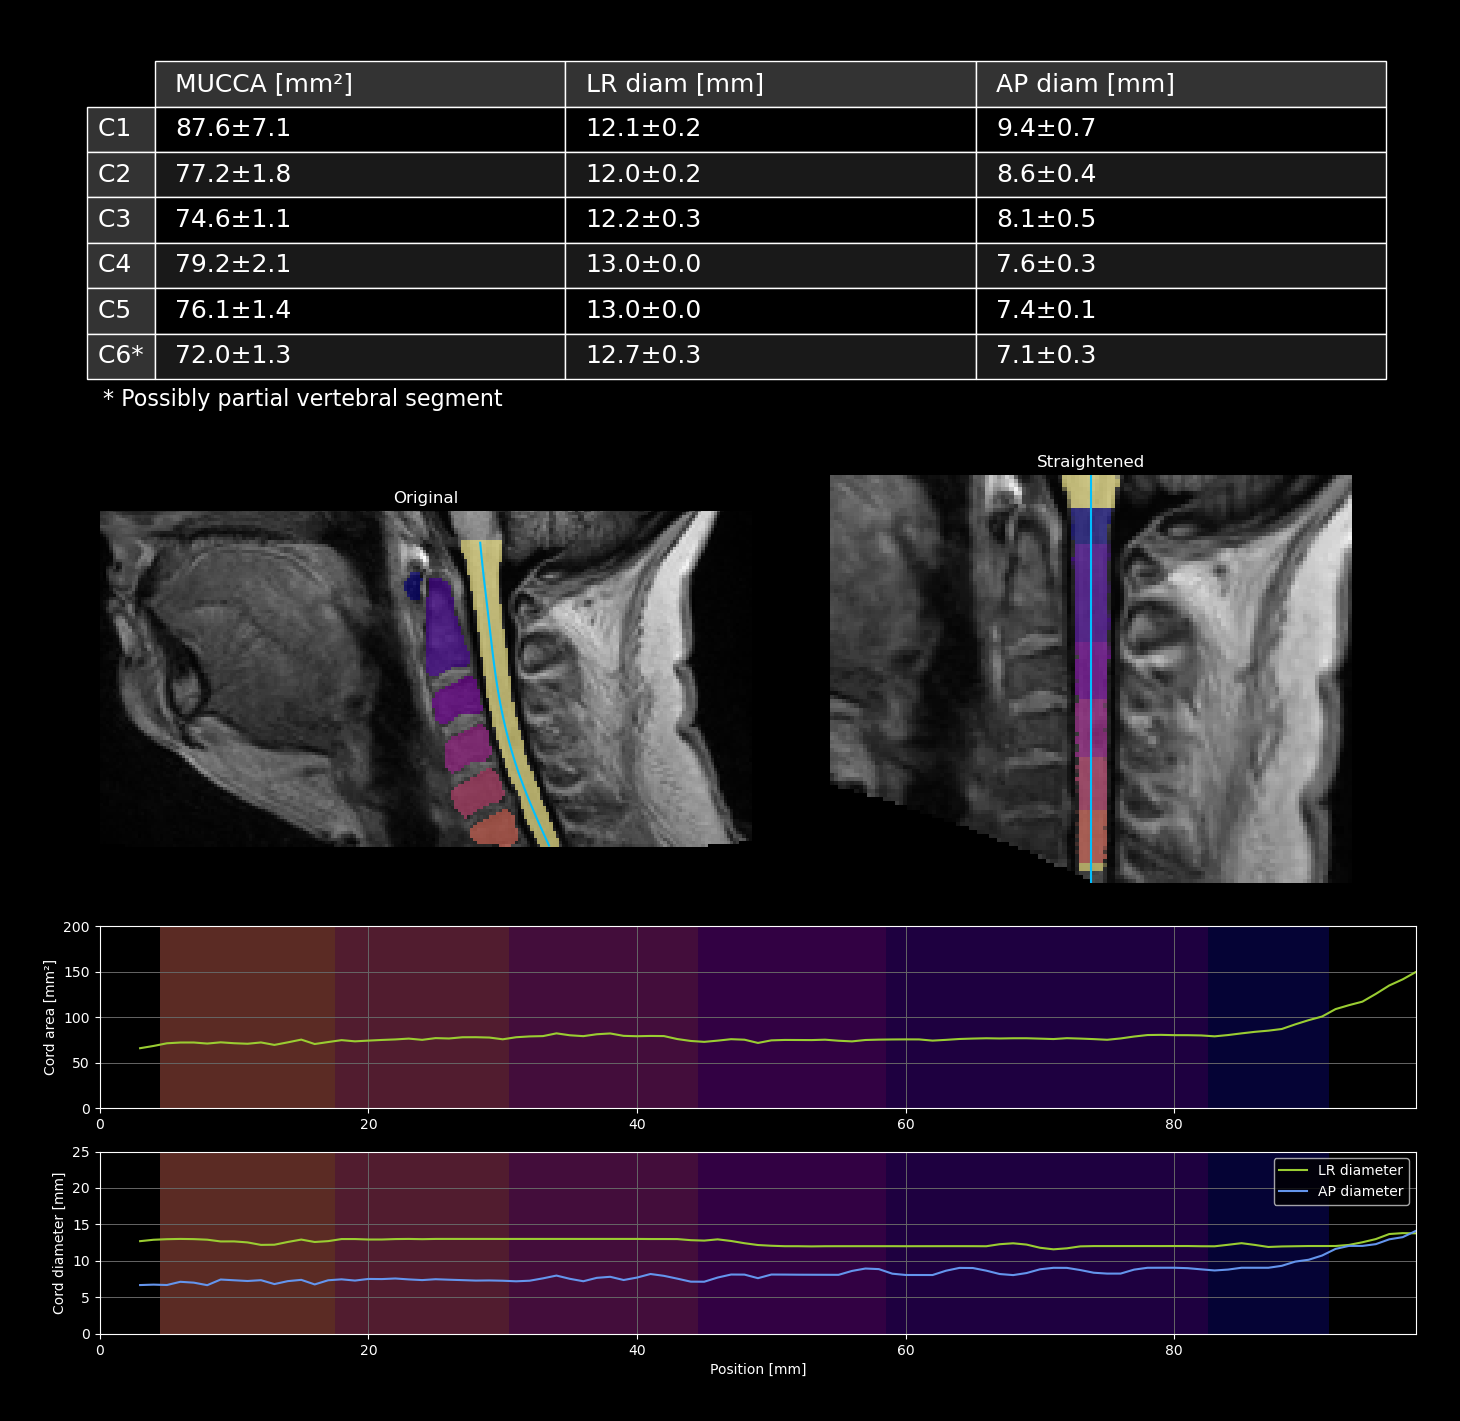 MUCCA [mm²] LR diam [mm] AP diam [mm]
C1 87.6±7.1 12.1±0.2 9.4±0.7
C2 77.2±1.8 12.0±0.2 8.6±0.4
C3 74.6±1.1 12.2±0.3 8.1±0.5
C4 79.2±2.1 13.0±0.0 7.6±0.3
C5 76.1±1.4 13.0±0.0 7.4±0.1
C6* 72.0±1.3 12.7±0.3 7.1±0.3
* Possibly partial vertebral segment
Original
Straightened
Cord area [mm²]
200
150
100
50
0
0 20 40 60 80
Cord diameter [mm]
25
20
15
10
5
0
LR diameter
AP diameter
0 20 40 60 80
Position [mm]